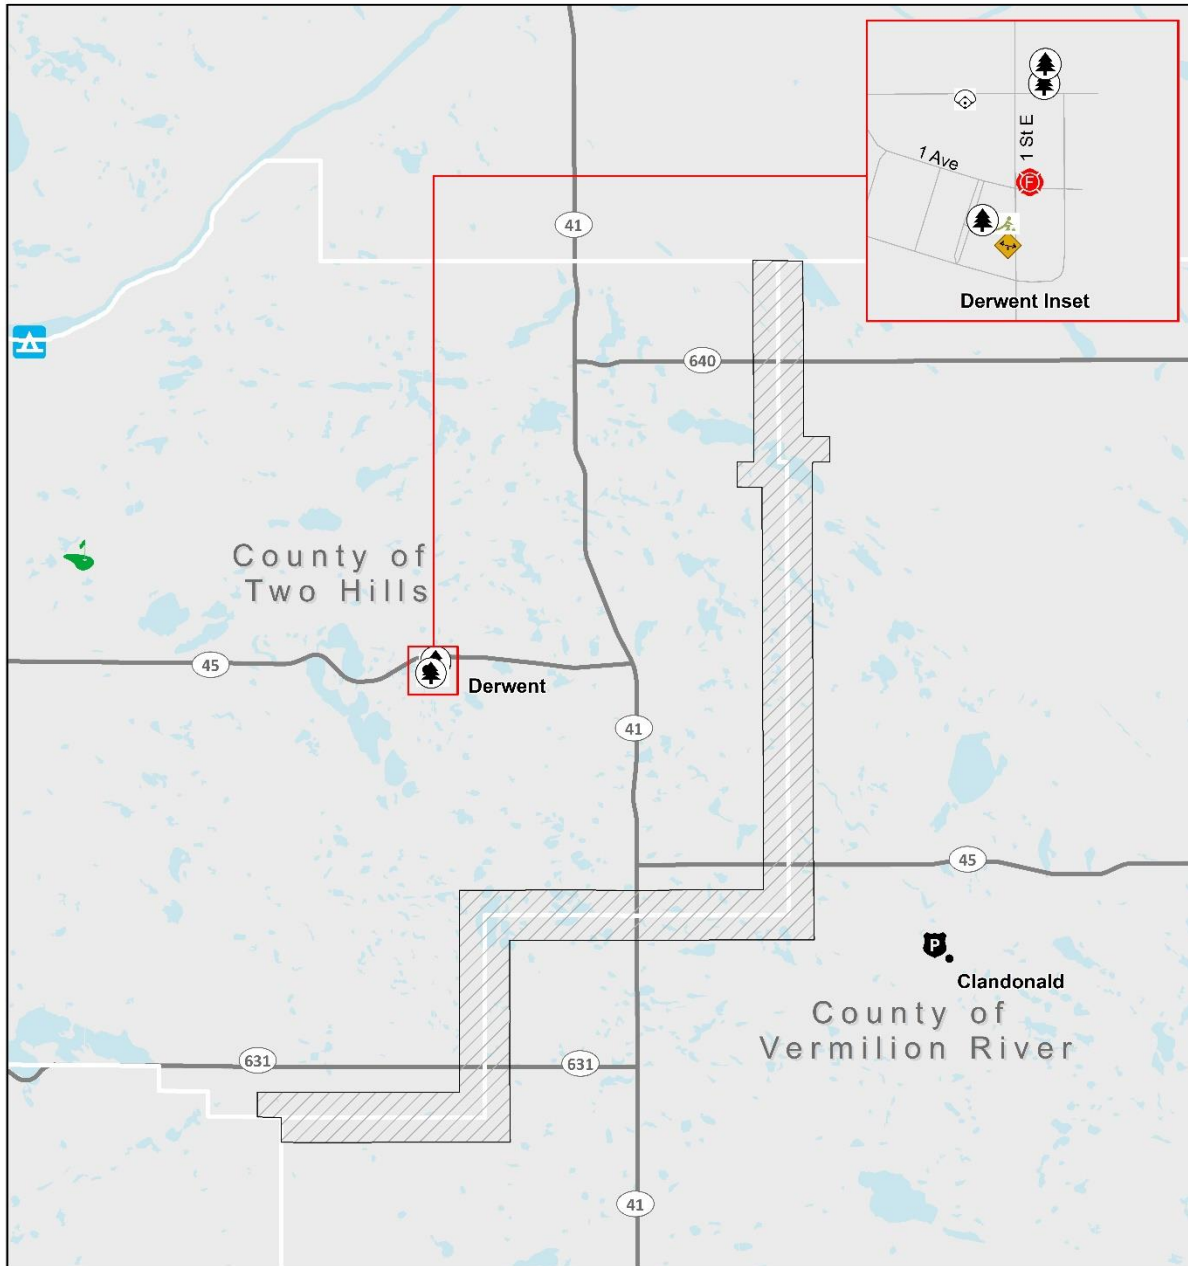 1 St E
1 Ave
F
Derwent Inset
41
640
County of
Two Hills
45
Derwent
41
45
P
Clandonald
County of
Vermilion River
631
631
41